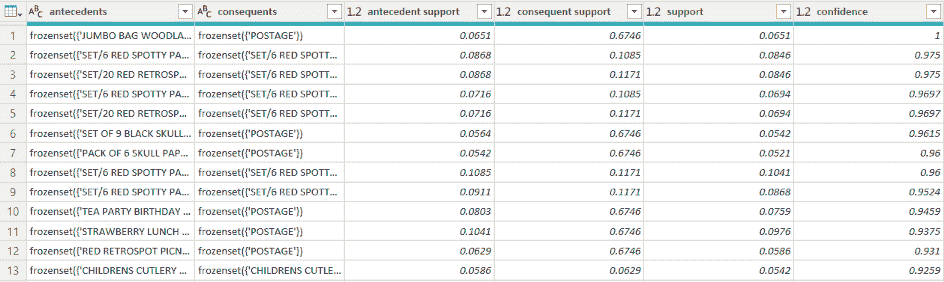 ABC antecedents ABC consequents 1.2 antecedent support 1.2 consequent support 1.2 support 1.2 confidence
1 frozenset({'JUMBO BAG WOODLA... frozenset({'POSTAGE'}) 0.0651 0.6746 0.0651 1
2 frozenset({'SET/6 RED SPOTTY PA... frozenset({'SET/6 RED SPOTT... 0.0868 0.1085 0.0846 0.975
3 frozenset({'SET/20 RED RETROSP... frozenset({'SET/6 RED SPOTT... 0.0868 0.1171 0.0846 0.975
4 frozenset({'SET/6 RED SPOTTY PA... frozenset({'SET/6 RED SPOTT... 0.0716 0.1085 0.0694 0.9697
5 frozenset({'SET/20 RED RETROSP... frozenset({'SET/6 RED SPOTT... 0.0716 0.1171 0.0694 0.9697
6 frozenset({'SET OF 9 BLACK SKULL... frozenset({'POSTAGE'}) 0.0564 0.6746 0.0542 0.9615
7 frozenset({'PACK OF 6 SKULL PAP... frozenset({'POSTAGE'}) 0.0542 0.6746 0.0521 0.96
8 frozenset({'SET/6 RED SPOTTY PA... frozenset({'SET/6 RED SPOTT... 0.1085 0.1171 0.1041 0.96
9 frozenset({'SET/6 RED SPOTTY PA... frozenset({'SET/6 RED SPOTT... 0.0911 0.1171 0.0868 0.9524
10 frozenset({'TEA PARTY BIRTHDAY ... frozenset({'POSTAGE'}) 0.0803 0.6746 0.0759 0.9459
11 frozenset({'STRAWBERRY LUNCH ... frozenset({'POSTAGE'}) 0.1041 0.6746 0.0976 0.9375
12 frozenset({'RED RETROSPOT PICN... frozenset({'POSTAGE'}) 0.0629 0.6746 0.0586 0.931
13 frozenset({'CHILDRENS CUTLERY ... frozenset({'CHILDRENS CUTLE... 0.0586 0.0629 0.0542 0.9259